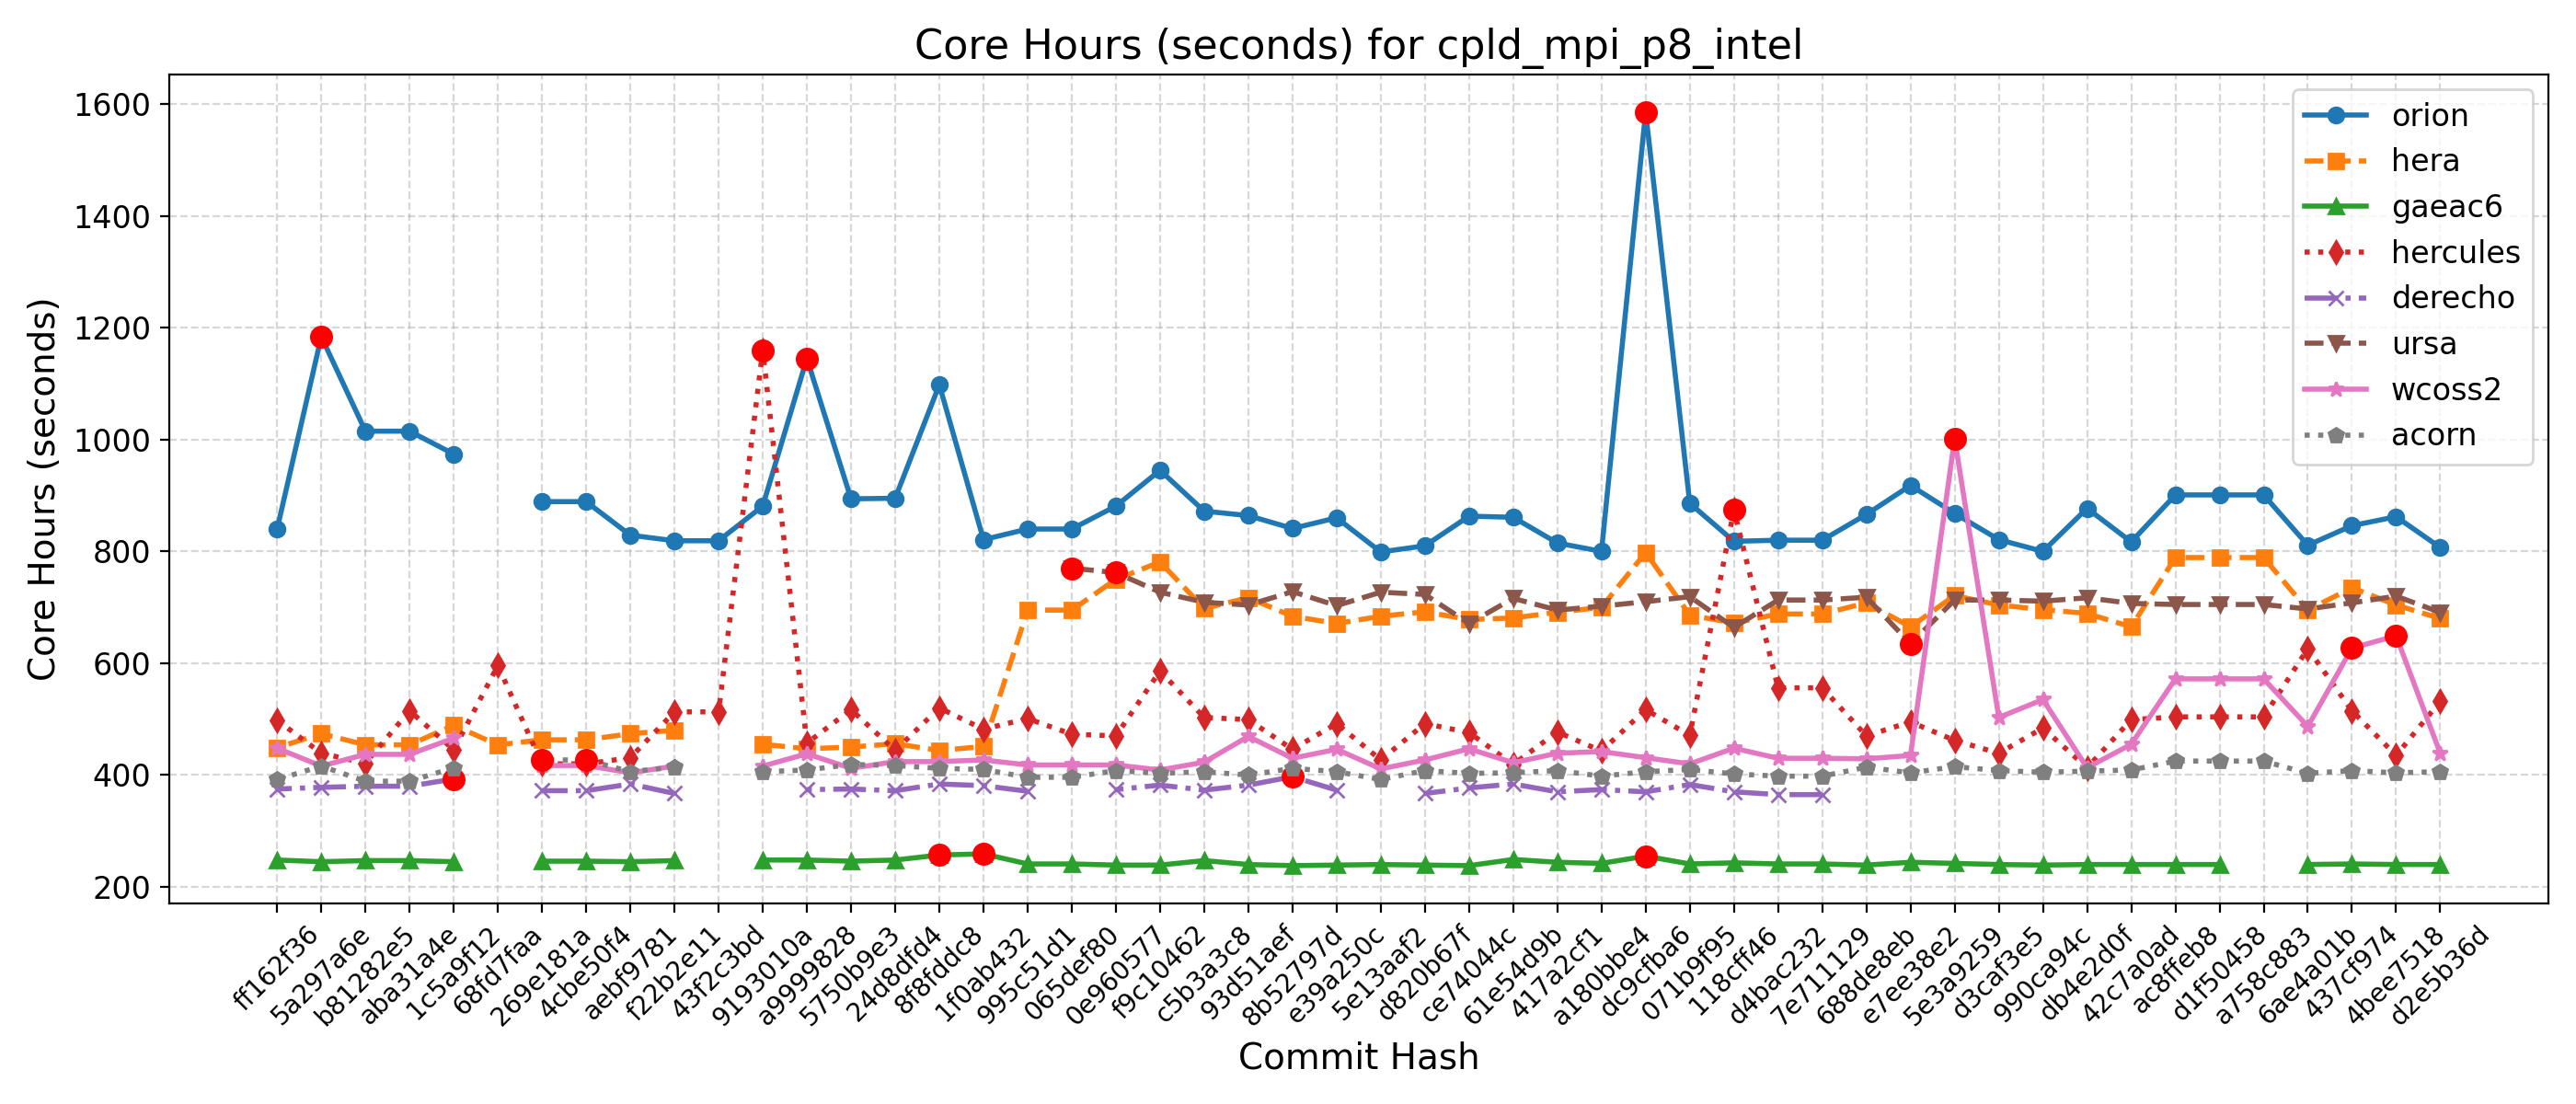 Core Hours (seconds) for cpld_mpi_p8_intel
Core Hours (seconds)
1600
1400
1200
1000
800
600
400
200
orion
hera
gaeac6
hercules
derecho
ursa
wcoss2
acorn
ff162f36
5a297a6e
b81282e5
aba31a4e
1c5a9f12
68fd7faa
269e181a
4cbe50f4
aebf9781
f22b2e11
43f2c3bd
9193010a
a9999828
5750b9e3
24d8dfd4
8f8fddc8
1f0ab432
995c51d1
065def80
0e960577
f9c10462
c5b3a3c8
93d51aef
8b52797d
e39a250c
5e13aaf2
d820b67f
ce74044c
61e54d9b
417a2cf1
a180bbe4
dc9cfba6
071b9f95
118cff46
d4bac232
7e711129
688de8eb
e7ee38e2
5e3a9259
d3caf3e5
990ca94c
db4e2d0f
42c7a0ad
ac8ffeb8
d1f50458
a758c883
6ae4a01b
437cf974
4bee7518
d2e5b36d
Commit Hash